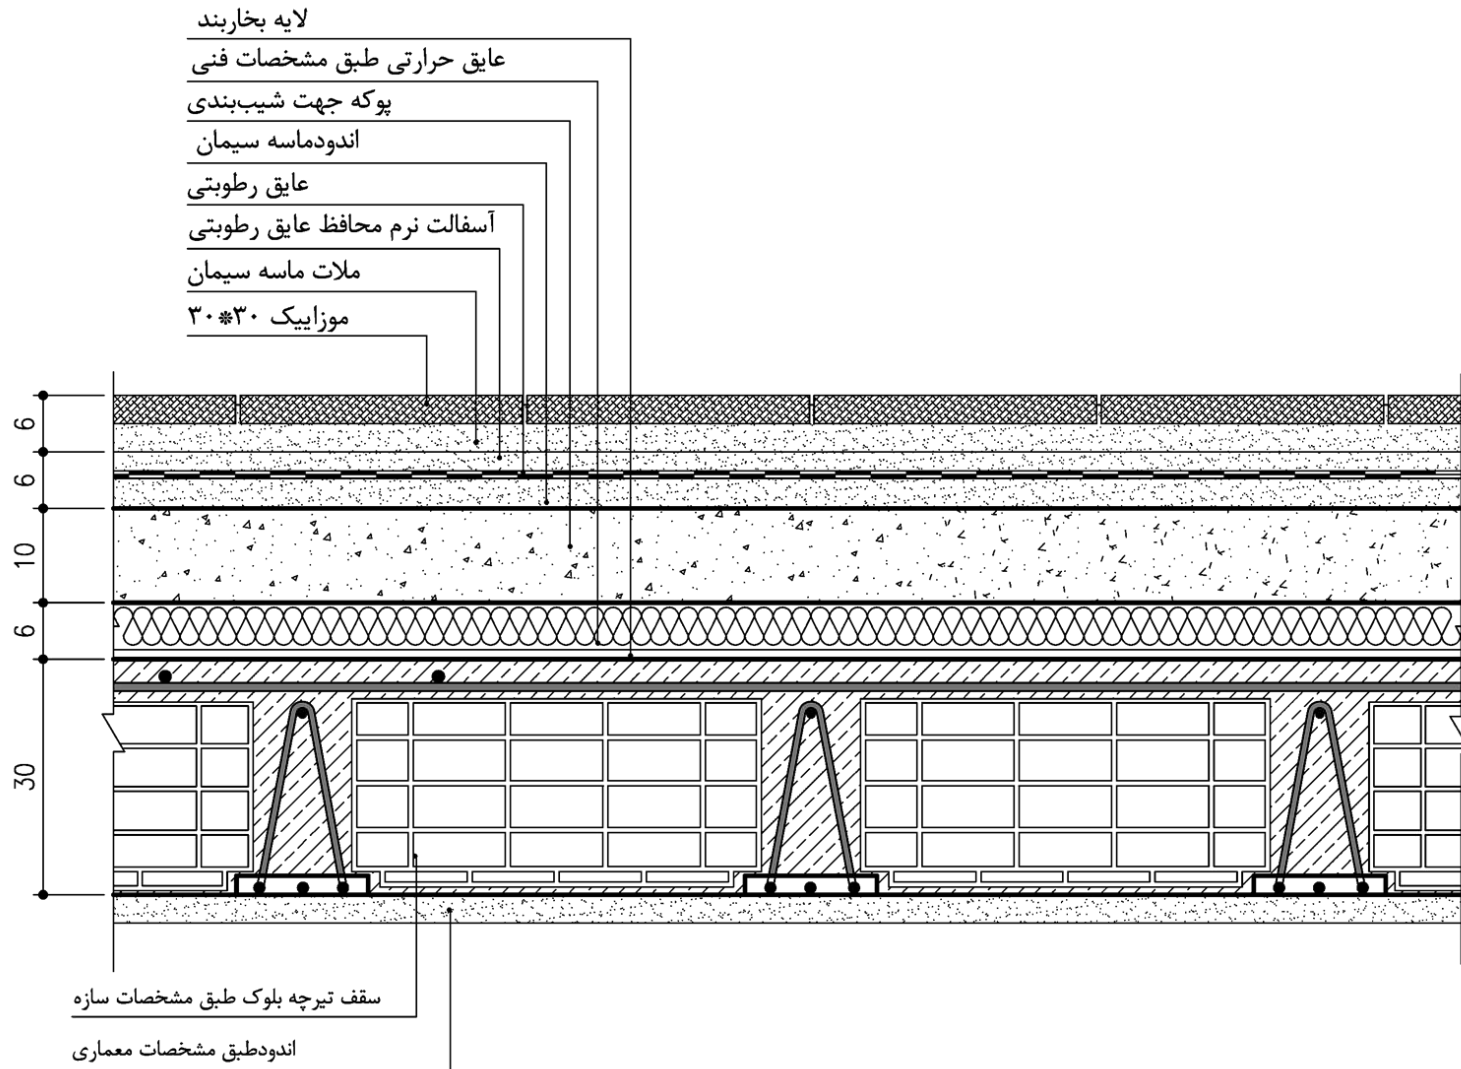 لایه بخاربند
عایق حرارتی طبق مشخصات فنی
پوکه جهت شیب‌بندی
اندودماسه سیمان
عایق رطوبتی
آسفالت نرم محافظ عایق رطوبتی
ملات ماسه سیمان
موزاییک ۳۰*۳۰
6
6
10
6
30
سقف تیرچه بلوک طبق مشخصات سازه
اندودطبق مشخصات معماری